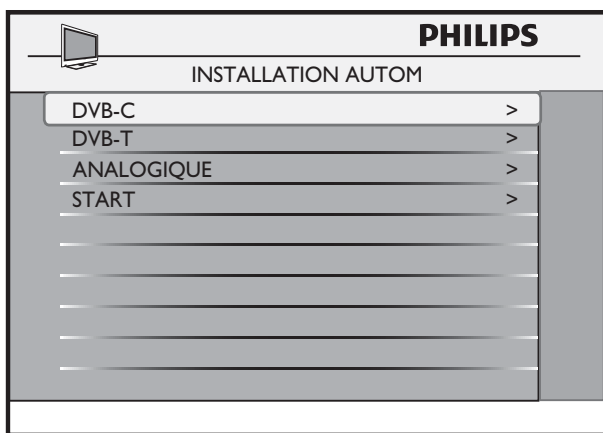 PHILIPS
INSTALLATION AUTOM
DVB-C >
DVB-T >
ANALOGIQUE >
START >